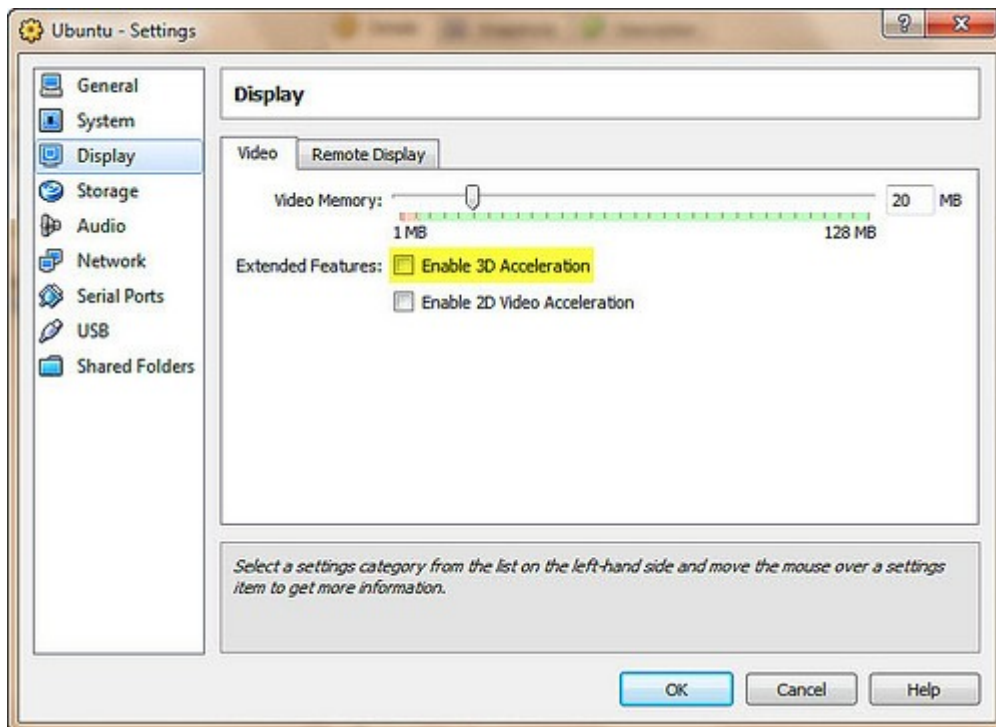 Ubuntu - Settings
General
System
Display
Storage
Audio
Network
Serial Ports
USB
Shared Folders
Display
Video
Remote Display
Video Memory:
20 MB
1 MB
128 MB
Extended Features:
Enable 3D Acceleration
Enable 2D Video Acceleration
Select a settings category from the list on the left-hand side and move the mouse over a settings
item to get more information.
OK
Cancel
Help